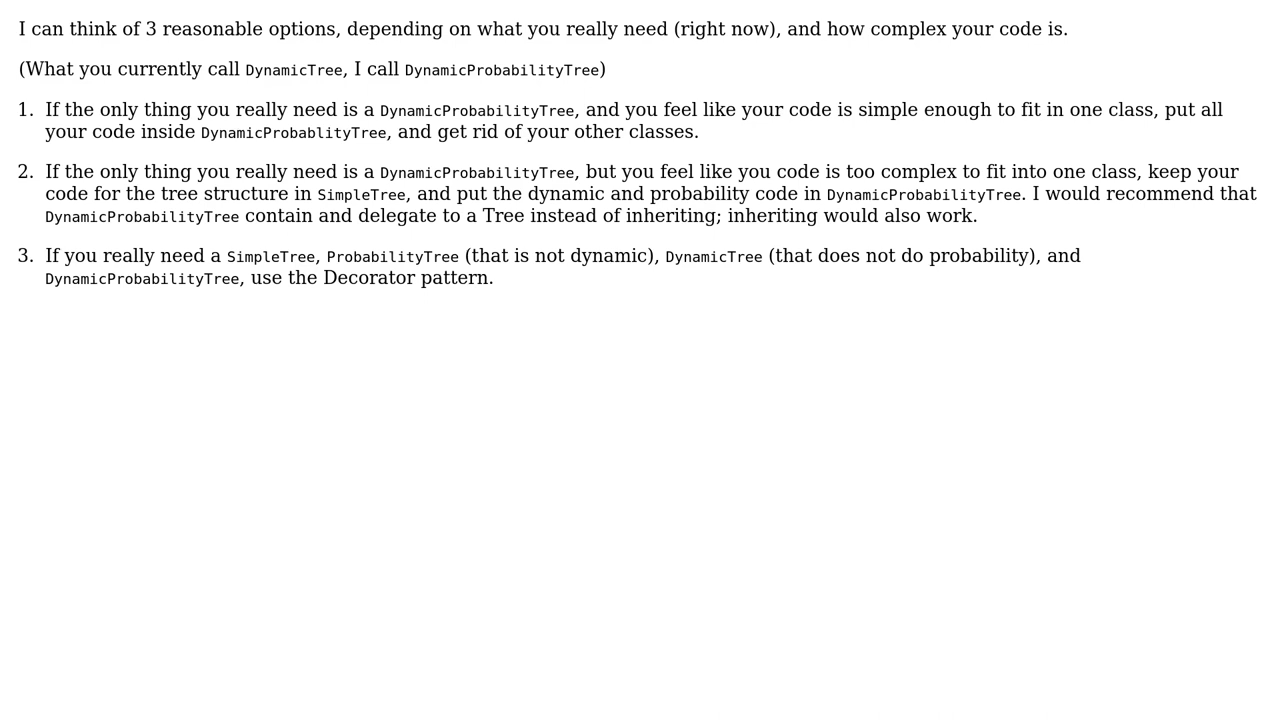 I can think of 3 reasonable options, depending on what you really need (right now), and how complex your code is.
(What you currently call DynamicTree, I call DynamicProbabilityTree)
1. If the only thing you really need is a DynamicProbabilityTree, and you feel like your code is simple enough to fit in one class, put all
your code inside DynamicProbablityTree, and get rid of your other classes.
2. If the only thing you really need is a DynamicProbabilityTree, but you feel like you code is too complex to fit into one class, keep your
code for the tree structure in SimpleTree, and put the dynamic and probability code in DynamicProbabilityTree. I would recommend that
DynamicProbabilityTree contain and delegate to a Tree instead of inheriting; inheriting would also work.
3. If you really need a SimpleTree, ProbabilityTree (that is not dynamic), DynamicTree (that does not do probability), and
DynamicProbabilityTree, use the Decorator pattern.